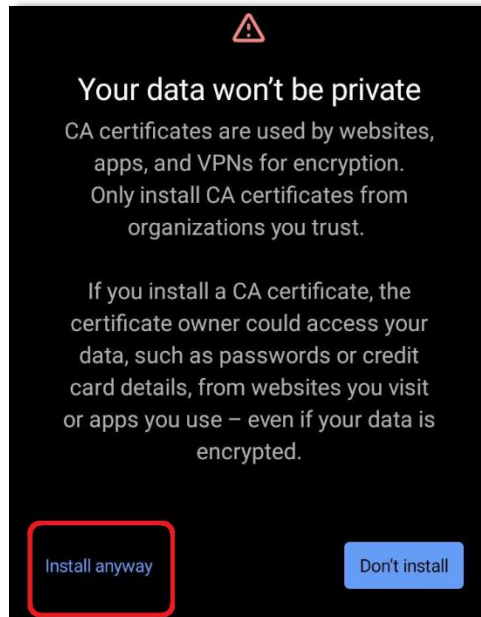 Your data won't be private
CA certificates are used by websites,
apps, and VPNs for encryption.
Only install CA certificates from
organizations you trust.
If you install a CA certificate, the
certificate owner could access your
data, such as passwords or credit
card details, from websites you visit
or apps you use – even if your data is
encrypted.
Install anyway
Don't install